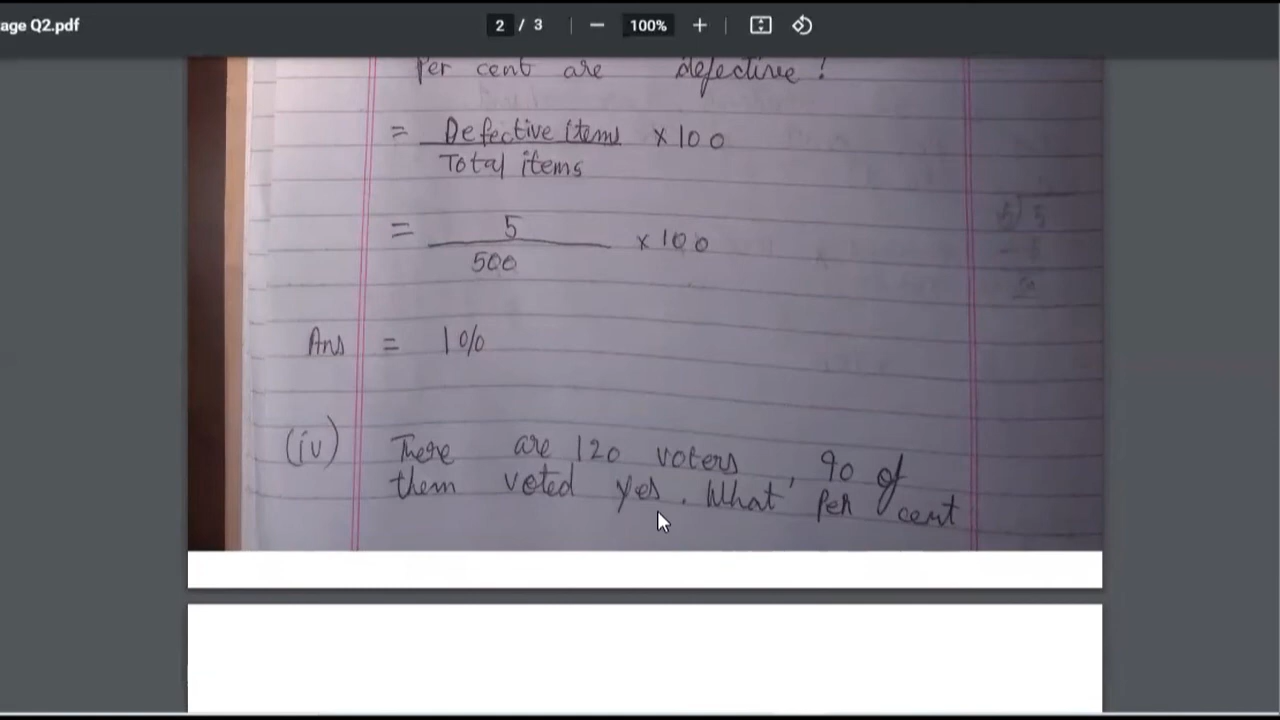 age Q2.pdf
2 / 3
100%
Per cent are defective?
= Defective items × 100
Total items
= 5 × 100
500
Ans = 1%
(iv) There are 120 voters, 90 of
them voted yes. What per cent